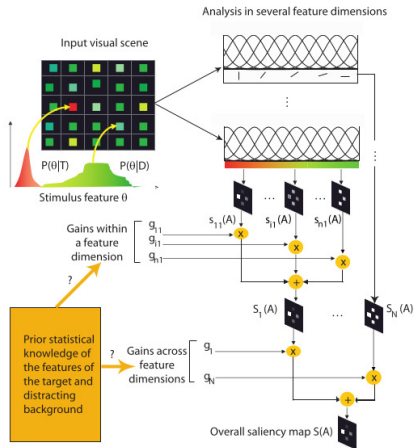 Analysis in several feature dimensions
Input visual scene
P(θ|T)
P(θ|D)
Stimulus feature θ
s11(A)
si1(A)
sn1(A)
Gains within
a feature
dimension
g11
gi1
gn1
?
S1(A)
SN(A)
Prior statistical
knowledge of
the features of
the target and
distracting
background
?
Gains across
feature
dimensions
gI
gN
Overall saliency map S(A)